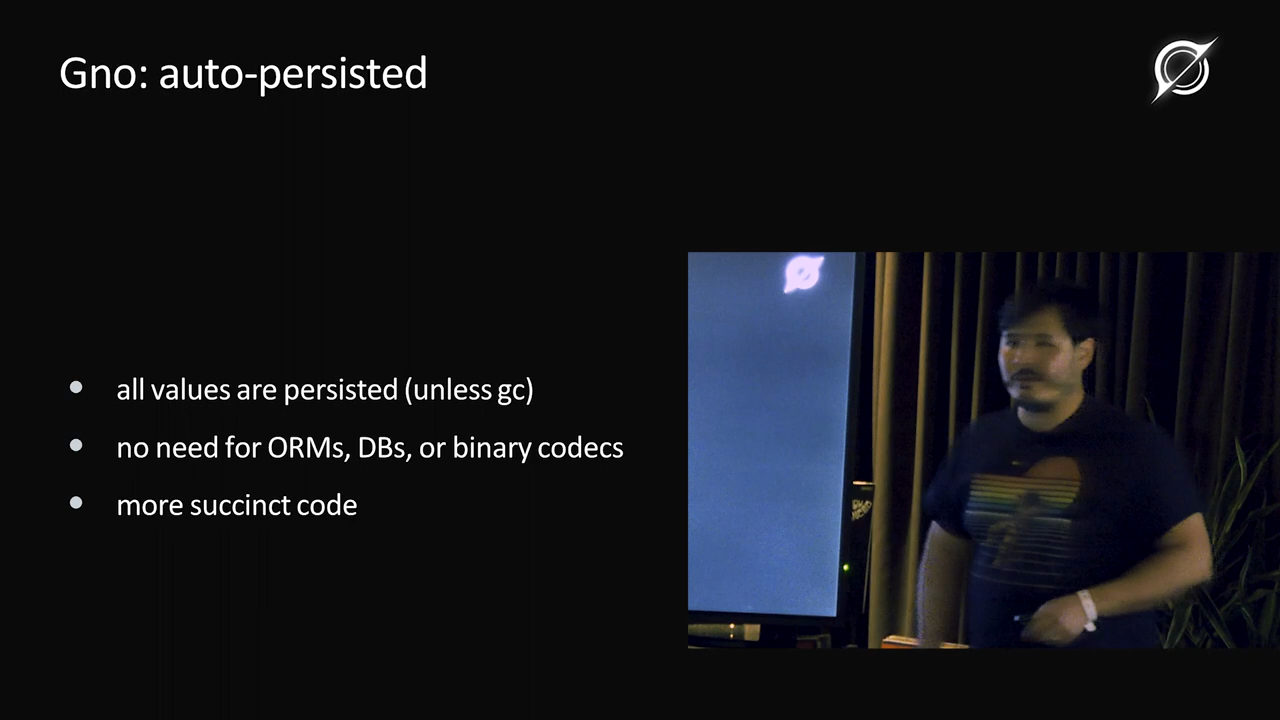 Gno: auto-persisted
all values are persisted (unless gc)
no need for ORMs, DBs, or binary codecs
more succinct code